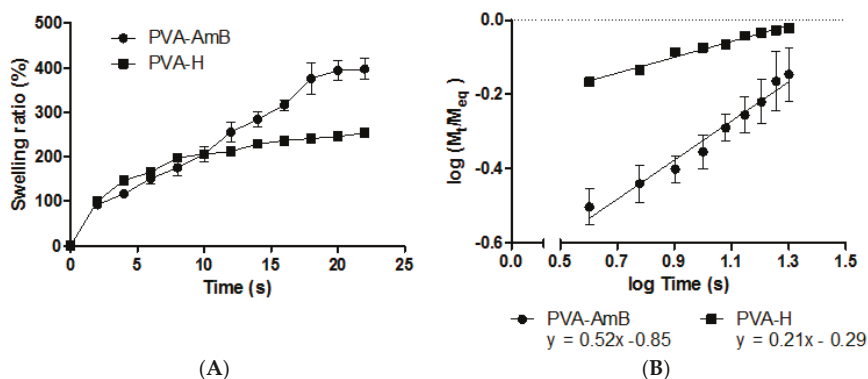 PVA-AmB
PVA-H
500
400
300
200
100
0
Swelling ratio (%)
0 5 10 15 20 25
Time (s)
(A)
0.0
-0.2
-0.4
-0.6
log (Mt/Meq)
0.0 0.5 0.7 0.9 1.1 1.3 1.5
log Time (s)
PVA-AmB
y = 0.52x -0.85
PVA-H
y = 0.21x - 0.29
(B)